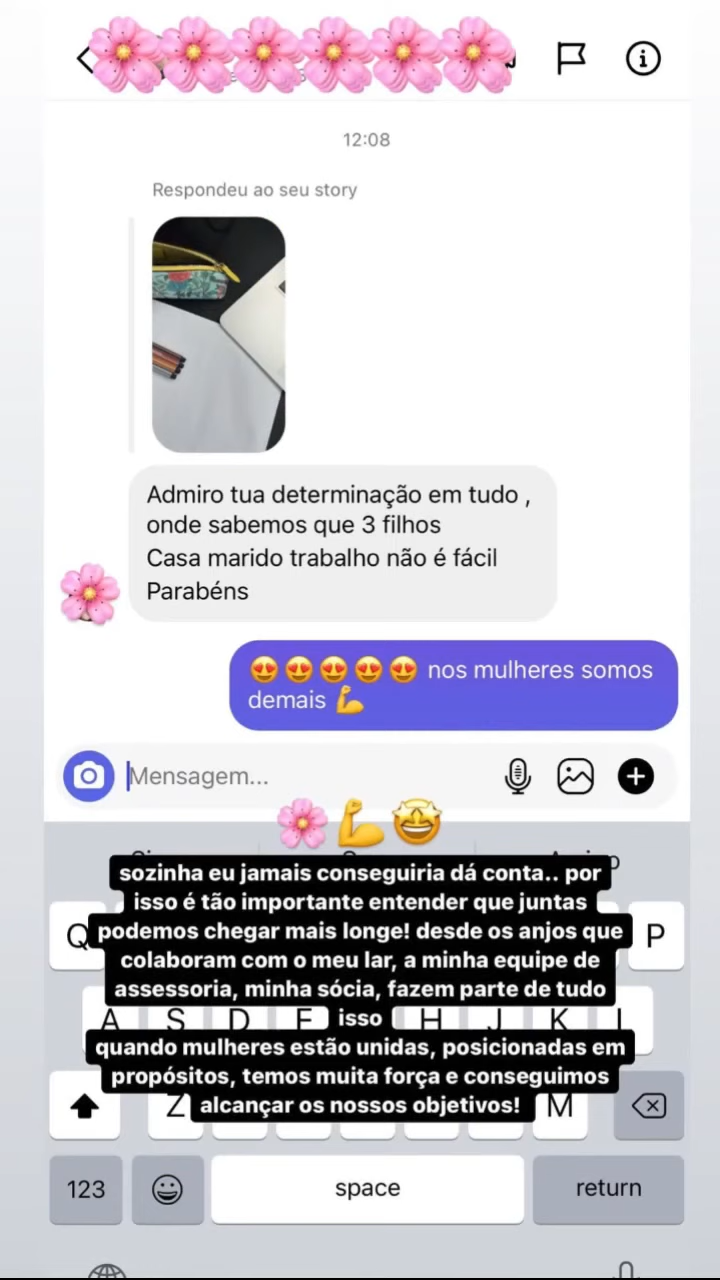 12:08
Respondeu ao seu story
Admiro tua determinação em tudo ,
onde sabemos que 3 filhos
Casa marido trabalho não é fácil
Parabéns
😍😍😍😍😍 nos mulheres somos
demais 💪
Mensagem...
🌸💪🤩
sozinha eu jamais conseguiria dá conta.. por
isso é tão importante entender que juntas
podemos chegar mais longe! desde os anjos que
colaboram com o meu lar, a minha equipe de
assessoria, minha sócia, fazem parte de tudo
isso
quando mulheres estão unidas, posicionadas em
propósitos, temos muita força e conseguimos
alcançar os nossos objetivos!
Q P
A S D F H J K L
Z M
123 space return